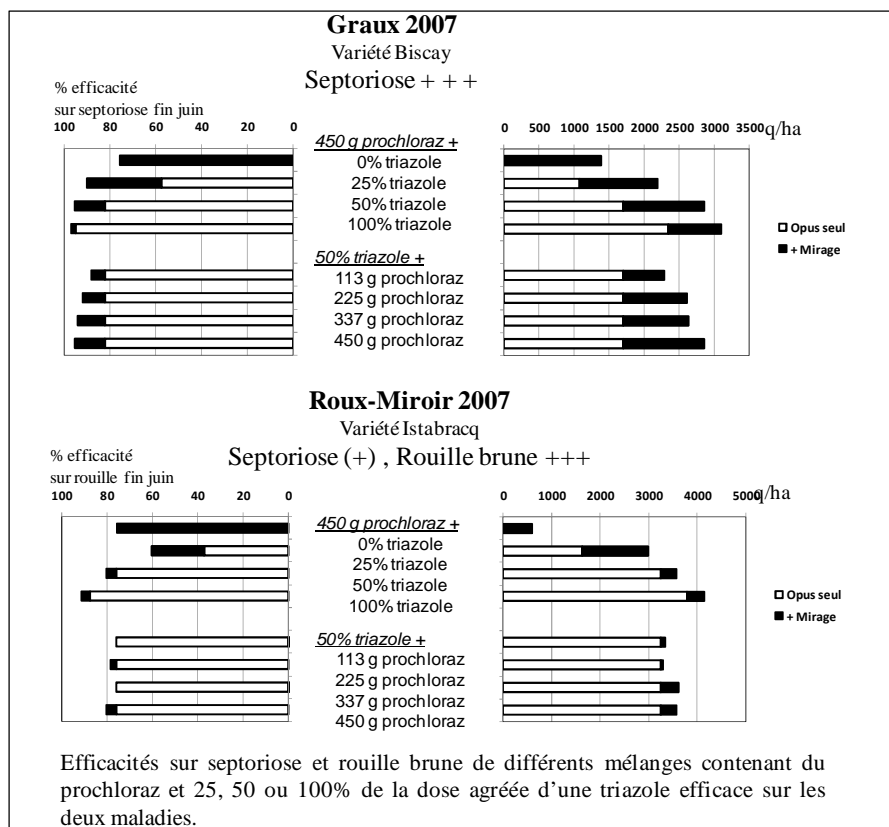 Graux 2007
Variété Biscay
Septoriose + + +
% efficacité
sur septoriose fin juin
100 80 60 40 20 0
0 500 1000 1500 2000 2500 3000 3500 q/ha
450 g prochloraz +
0% triazole
25% triazole
50% triazole
100% triazole
50% triazole +
113 g prochloraz
225 g prochloraz
337 g prochloraz
450 g prochloraz
Opus seul
+ Mirage
Roux-Miroir 2007
Variété Istabracq
Septoriose (+) , Rouille brune +++
% efficacité
sur rouille fin juin
100 80 60 40 20 0
0 1000 2000 3000 4000 5000 q/ha
450 g prochloraz +
0% triazole
25% triazole
50% triazole
100% triazole
50% triazole +
113 g prochloraz
225 g prochloraz
337 g prochloraz
450 g prochloraz
Opus seul
+ Mirage
Efficacités sur septoriose et rouille brune de différents mélanges contenant du
prochloraz et 25, 50 ou 100% de la dose agréée d'une triazole efficace sur les
deux maladies.